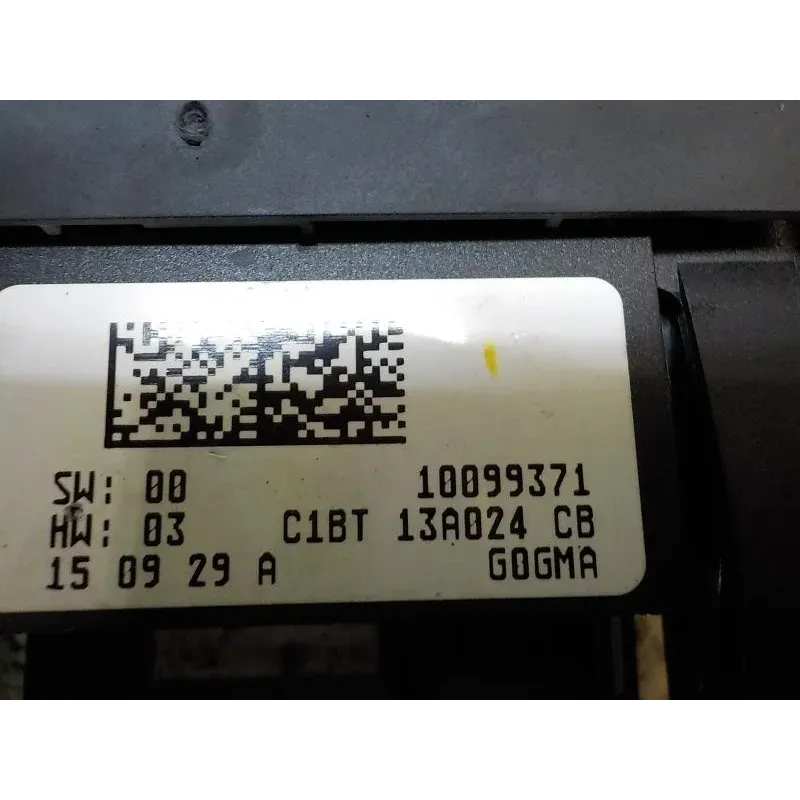 SW: 00 10099371
HW: 03 C1BT 13A024 CB
15 09 29 A G0GMA